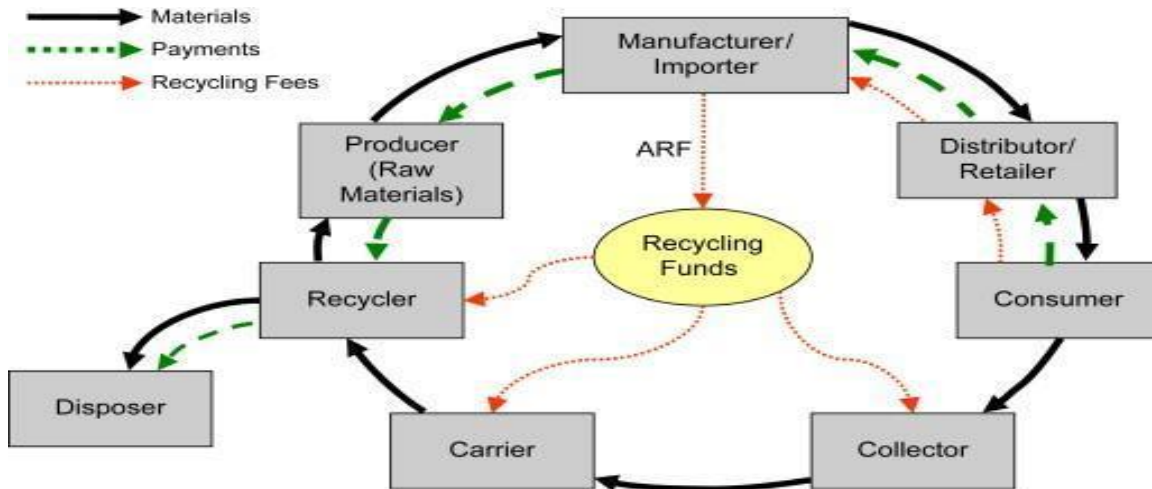 Materials
Payments
Recycling Fees
Manufacturer/
Importer
Producer
(Raw
Materials)
ARF
Distributor/
Retailer
Recycling
Funds
Recycler
Consumer
Disposer
Carrier
Collector